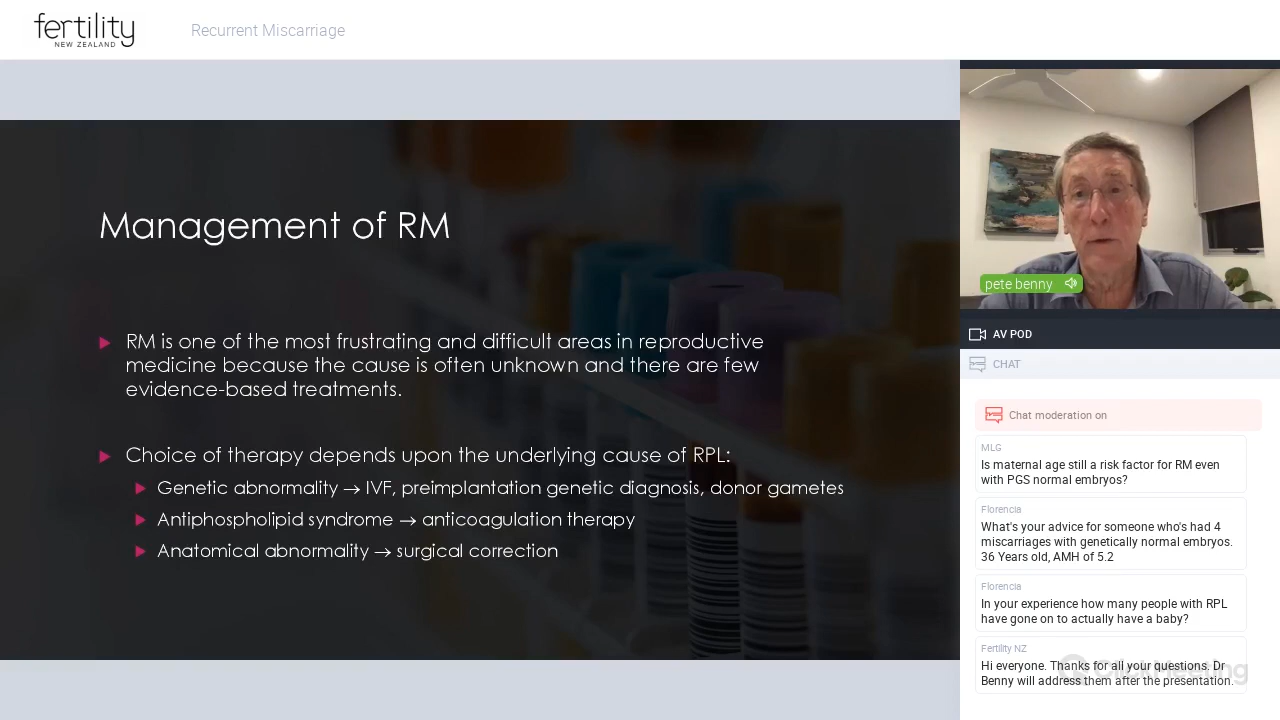 fertility
NEW ZEALAND
Recurrent Miscarriage
Management of RM
RM is one of the most frustrating and difficult areas in reproductive
medicine because the cause is often unknown and there are few
evidence-based treatments.
Choice of therapy depends upon the underlying cause of RPL:
Genetic abnormality → IVF, preimplantation genetic diagnosis, donor gametes
Antiphospholipid syndrome → anticoagulation therapy
Anatomical abnormality → surgical correction
pete benny
AV POD
CHAT
Chat moderation on
MLG
Is maternal age still a risk factor for RM even
with PGS normal embryos?
Florencia
What's your advice for someone who's had 4
miscarriages with genetically normal embryos.
36 Years old, AMH of 5.2
Florencia
In your experience how many people with RPL
have gone on to actually have a baby?
Fertility NZ
Hi everyone. Thanks for all your questions. Dr
Benny will address them after the presentation.
ClickMeeting